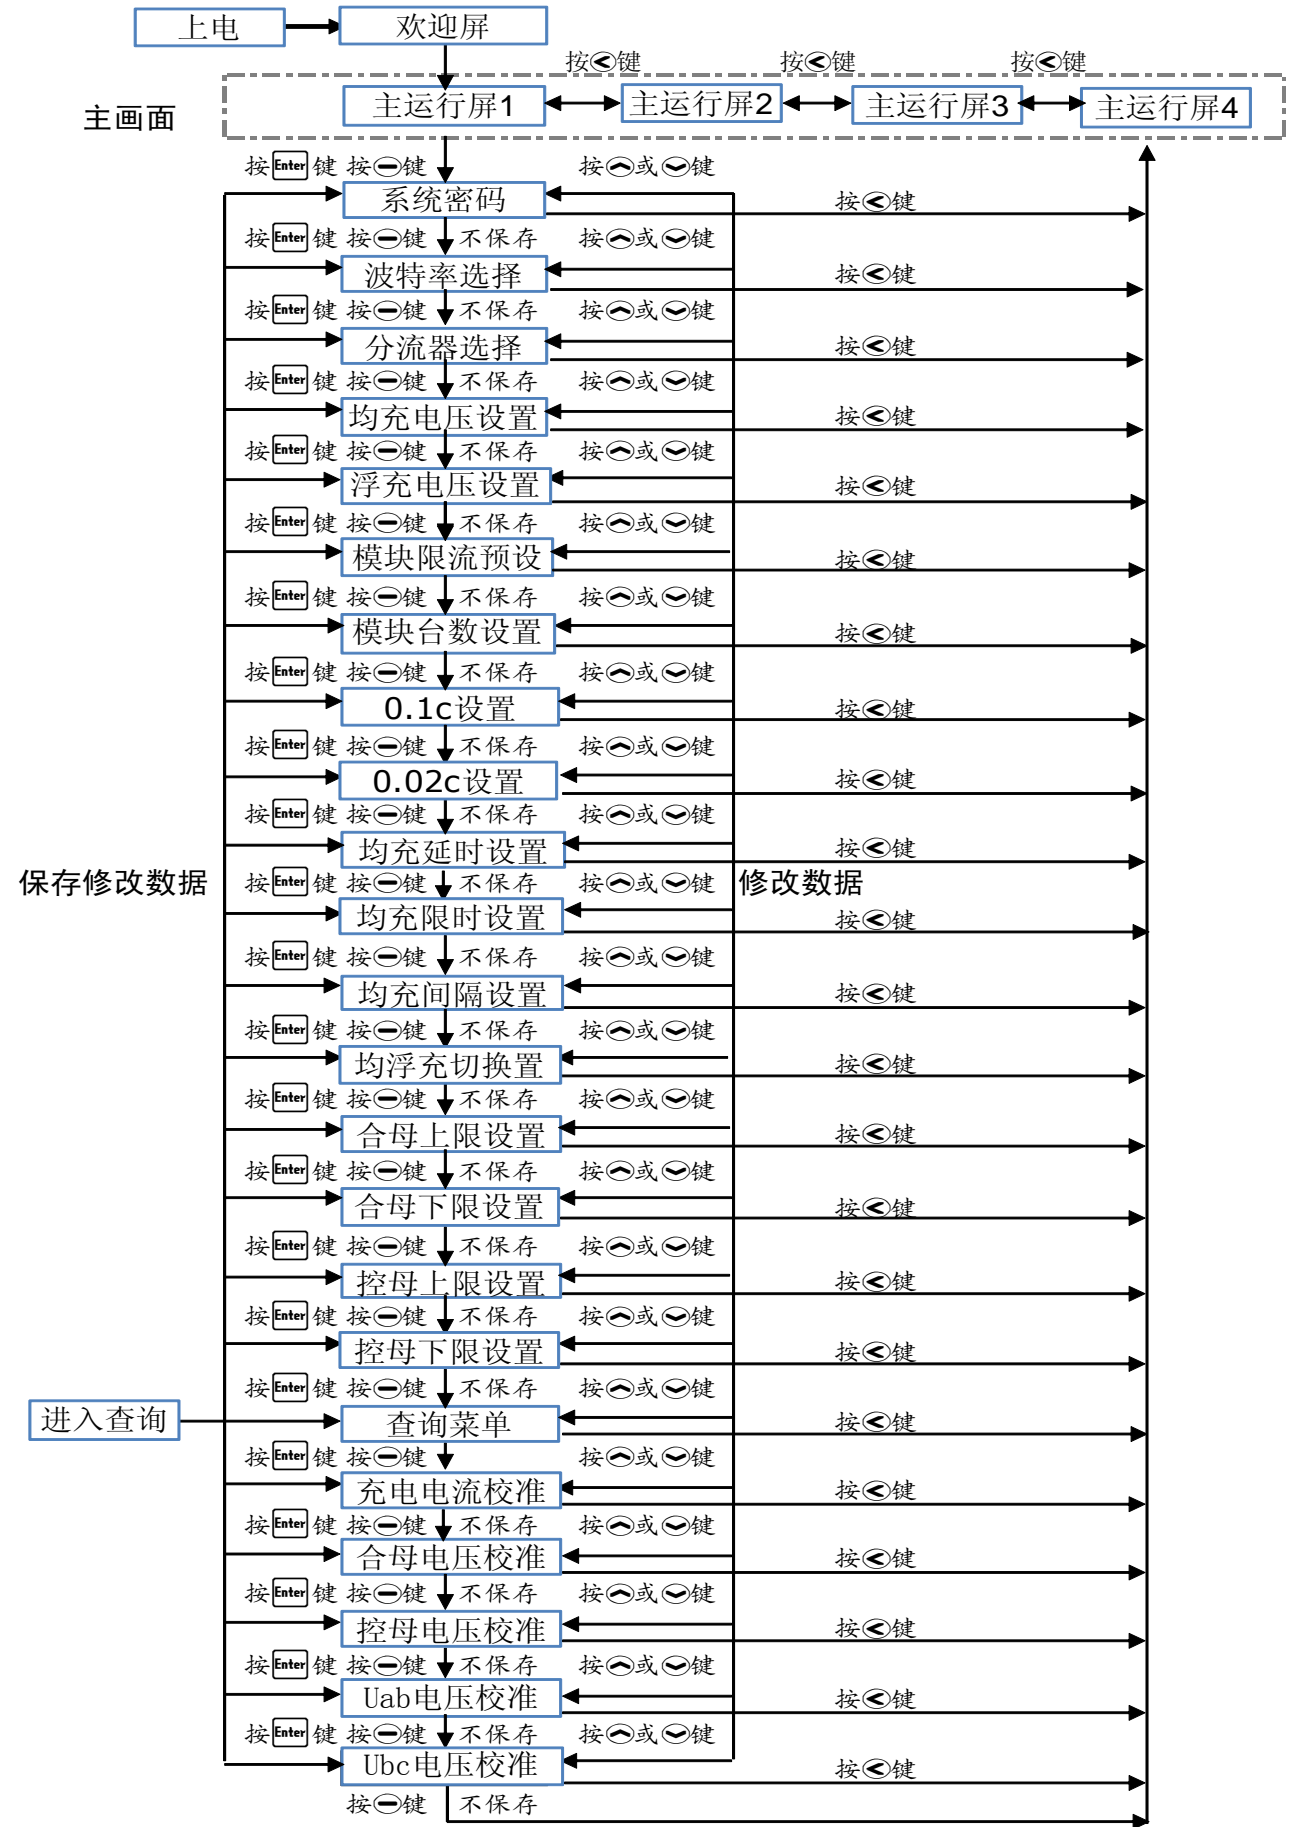 上电 欢迎屏
按<键 按<键 按<键
主画面 主运行屏1 主运行屏2 主运行屏3 主运行屏4
按Enter键 按—键 按︿或﹀键
系统密码 按<键
按Enter键 按—键 不保存 按︿或﹀键
波特率选择 按<键
按Enter键 按—键 不保存 按︿或﹀键
分流器选择 按<键
按Enter键 按—键 不保存 按︿或﹀键
均充电压设置 按<键
按Enter键 按—键 不保存 按︿或﹀键
浮充电压设置 按<键
按Enter键 按—键 不保存 按︿或﹀键
模块限流预设 按<键
按Enter键 按—键 不保存 按︿或﹀键
模块台数设置 按<键
按Enter键 按—键 不保存 按︿或﹀键
0.1c设置 按<键
按Enter键 按—键 不保存 按︿或﹀键
0.02c设置 按<键
按Enter键 按—键 不保存 按︿或﹀键
均充延时设置 按<键
保存修改数据 按Enter键 按—键 不保存 按︿或﹀键 修改数据
均充限时设置 按<键
按Enter键 按—键 不保存 按︿或﹀键
均充间隔设置 按<键
按Enter键 按—键 不保存 按︿或﹀键
均浮充切换置 按<键
按Enter键 按—键 不保存 按︿或﹀键
合母上限设置 按<键
按Enter键 按—键 不保存 按︿或﹀键
合母下限设置 按<键
按Enter键 按—键 不保存 按︿或﹀键
控母上限设置 按<键
按Enter键 按—键 不保存 按︿或﹀键
控母下限设置 按<键
按Enter键 按—键 不保存 按︿或﹀键
进入查询 查询菜单 按<键
按Enter键 按—键 按︿或﹀键
充电电流校准 按<键
按Enter键 按—键 不保存 按︿或﹀键
合母电压校准 按<键
按Enter键 按—键 不保存 按︿或﹀键
控母电压校准 按<键
按Enter键 按—键 不保存 按︿或﹀键
Uab电压校准 按<键
按Enter键 按—键 不保存 按︿或﹀键
Ubc电压校准 按<键
按—键 不保存